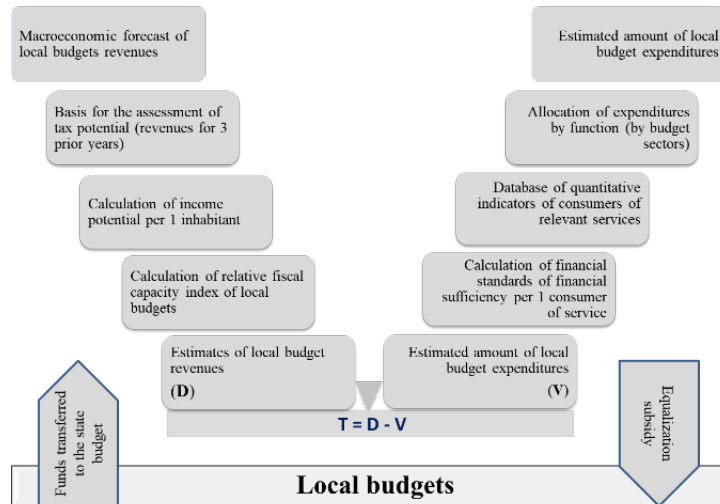 Macroeconomic forecast of
local budgets revenues
Basis for the assessment of
tax potential (revenues for 3
prior years)
Calculation of income
potential per 1 inhabitant
Calculation of relative fiscal
capacity index of local
budgets
Estimates of local budget
revenues
(D)
Estimated amount of local
budget expenditures
Allocation of expenditures
by function (by budget
sectors)
Database of quantitative
indicators of consumers of
relevant services
Calculation of financial
standards of financial
sufficiency per 1 consumer
of service
Estimated amount of local
budget expenditures
(V)
T = D - V
Funds transferred
to the state
budget
Equalization
subsidy
Local budgets